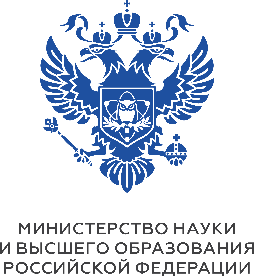 МИНИСТЕРСТВО НАУКИ
И ВЫСШЕГО ОБРАЗОВАНИЯ
РОССИЙСКОЙ ФЕДЕРАЦИИ